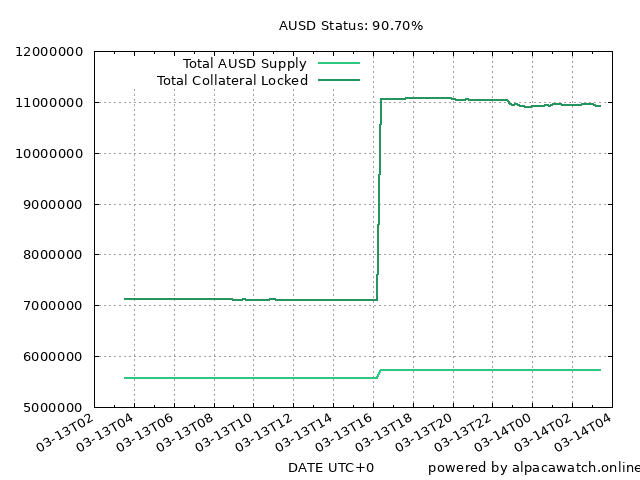 AUSD Status: 90.70%
12000000
11000000
10000000
9000000
8000000
7000000
6000000
5000000
Total AUSD Supply
Total Collateral Locked
03-13T02
03-13T04
03-13T06
03-13T08
03-13T10
03-13T12
03-13T14
03-13T16
03-13T18
03-13T20
03-13T22
03-14T00
03-14T02
03-14T04
DATE UTC+0
powered by alpacawatch.online